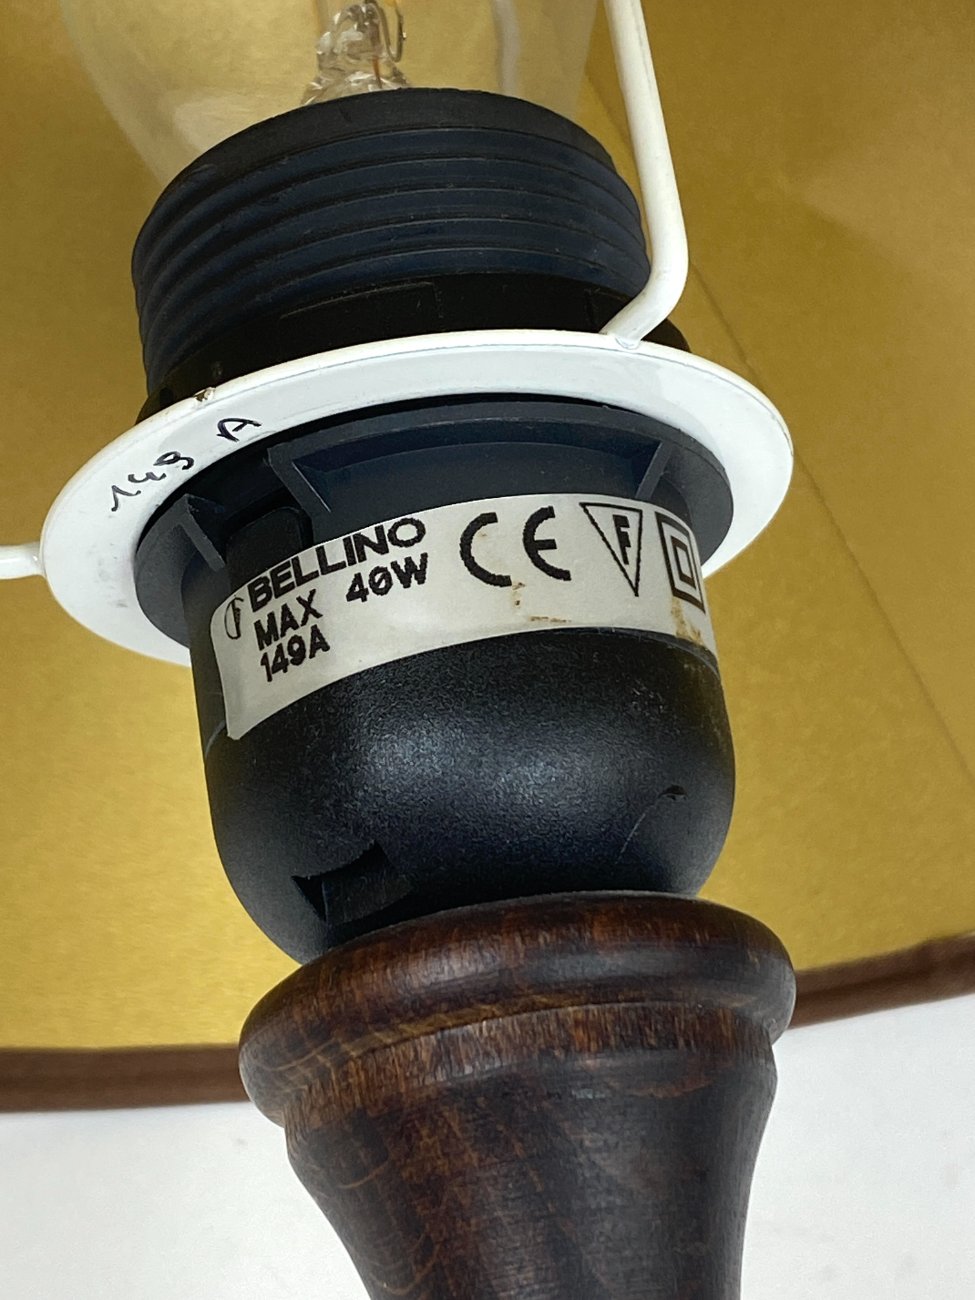 149 A
BELLINO CE F
MAX 40W
149A